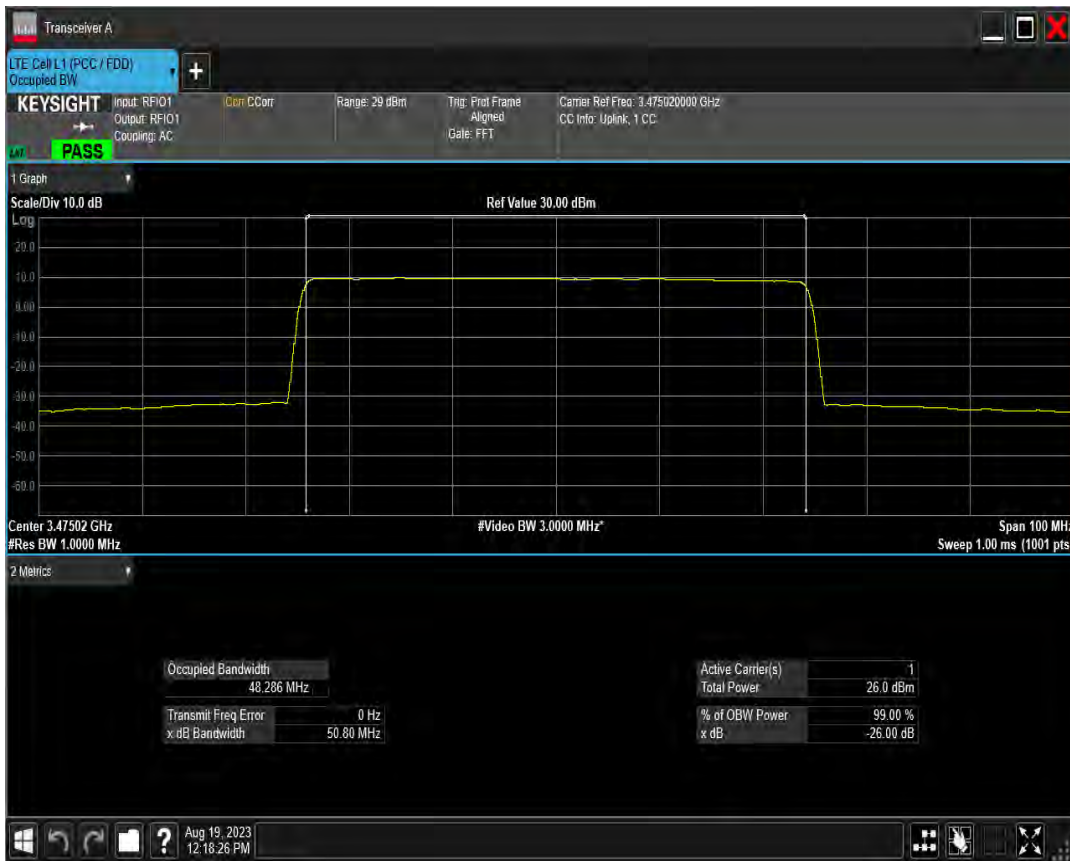 Transceiver A
LTE Cell L1 (PCC / FDD)
Occupied BW
+
KEYSIGHT
Input: RFIO1
Output: RFIO1
Coupling: AC
Corr CCorr
Range: 29 dBm
Trig: Prot Frame
Aligned
Gate: FFT
Carrier Ref Freq: 3.475020000 GHz
CC Info: Uplink, 1 CC
PASS
1 Graph
Scale/Div 10.0 dB
Ref Value 30.00 dBm
Log
20.0
10.0
0.00
-10.0
-20.0
-30.0
-40.0
-50.0
-60.0
Center 3.47502 GHz
#Video BW 3.0000 MHz*
Span 100 MHz
#Res BW 1.0000 MHz
Sweep 1.00 ms (1001 pts
2 Metrics
Occupied Bandwidth
48.286 MHz
Transmit Freq Error 0 Hz
x dB Bandwidth 50.80 MHz
Active Carrier(s) 1
Total Power 26.0 dBm
% of OBW Power 99.00 %
x dB -26.00 dB
?
Aug 19, 2023
12:18:26 PM